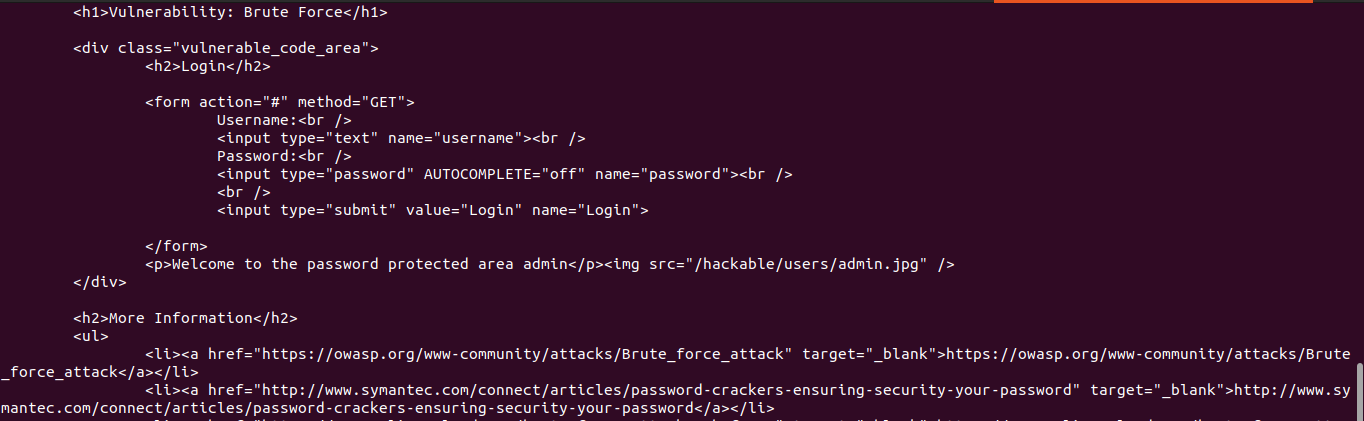 <h1>Vulnerability: Brute Force</h1>
<div class="vulnerable_code_area">
<h2>Login</h2>
<form action="#" method="GET">
Username:<br />
<input type="text" name="username"><br />
Password:<br />
<input type="password" AUTOCOMPLETE="off" name="password"><br />
<br />
<input type="submit" value="Login" name="Login">
</form>
<p>Welcome to the password protected area admin</p><img src="/hackable/users/admin.jpg" />
</div>
<h2>More Information</h2>
<ul>
<li><a href="https://owasp.org/www-community/attacks/Brute_force_attack" target="_blank">https://owasp.org/www-community/attacks/Brute
_force_attack</a></li>
<li><a href="http://www.symantec.com/connect/articles/password-crackers-ensuring-security-your-password" target="_blank">http://www.sy
mantec.com/connect/articles/password-crackers-ensuring-security-your-password</a></li>